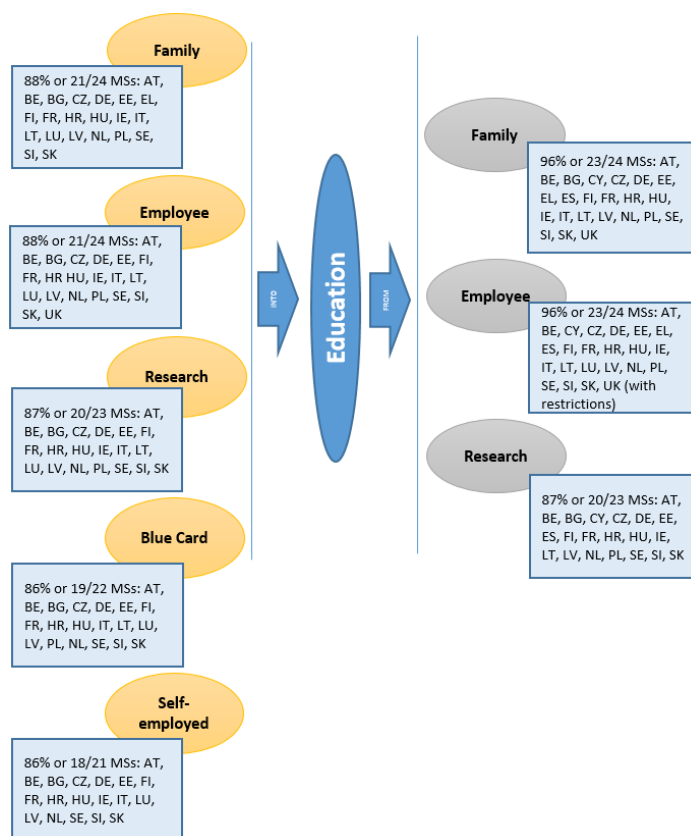 Family
88% or 21/24 MSs: AT,
BE, BG, CZ, DE, EE, EL,
FI, FR, HR, HU, IE, IT,
LT, LU, LV, NL, PL, SE,
SI, SK
Employee
88% or 21/24 MSs: AT,
BE, BG, CZ, DE, EE, FI,
FR, HR HU, IE, IT, LT,
LU, LV, NL, PL, SE, SI,
SK, UK
Research
87% or 20/23 MSs: AT,
BE, BG, CZ, DE, EE, FI,
FR, HR, HU, IE, IT, LT,
LU, LV, NL, PL, SE, SI, SK
Blue Card
86% or 19/22 MSs: AT,
BE, BG, CZ, DE, EE, FI,
FR, HR, HU, IT, LT, LU,
LV, PL, NL, SE, SI, SK
Self-
employed
86% or 18/21 MSs: AT,
BE, BG, CZ, DE, EE, FI,
FR, HR, HU, IE, IT, LU,
LV, NL, SE, SI, SK
INTO
Education
FROM
Family
96% or 23/24 MSs: AT,
BE, BG, CY, CZ, DE, EE,
EL, ES, FI, FR, HR, HU,
IE, IT, LT, LV, NL, PL, SE,
SI, SK, UK
Employee
96% or 23/24 MSs: AT,
BE, CY, CZ, DE, EE, EL,
ES, FI, FR, HR, HU, IE,
IT, LT, LU, LV, NL, PL,
SE, SI, SK, UK (with
restrictions)
Research
87% or 20/23 MSs: AT,
BE, BG, CY, CZ, DE, EE,
ES, FI, FR, HR, HU, IE,
LT, LV, NL, PL, SE, SI, SK